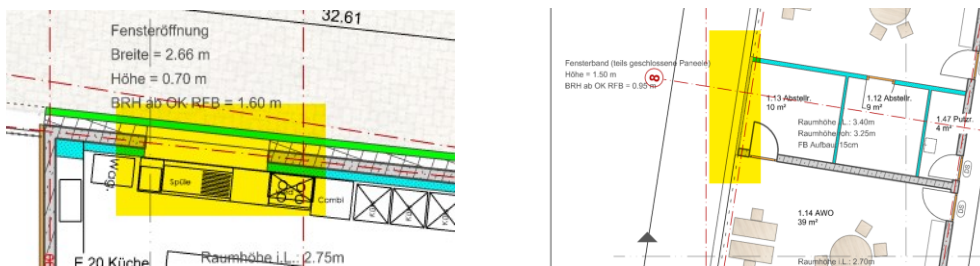 32.61
Fensteröffnung
Breite = 2.66 m
Höhe = 0.70 m
BRH ab OK RFB = 1.60 m
Wag.
Spüle
Combi
E.20 Küche
Raumhöhe i.L.: 2.75m
Fensterband (teils geschlossene Paneele)
Höhe = 1.50 m
BRH ab OK RFB = 0.95 m
8
1.13 Abstellr.
10 m²
1.12 Abstellr.
9 m²
1.47 Putzr.
4 m²
Raumhöhe i.L.: 3.40m
Raumhöhe roh: 3.25m
FB Aufbau: 15cm
DS
DS
1.14 AWO
39 m²
Raumhöhe i.L.: 2.70m